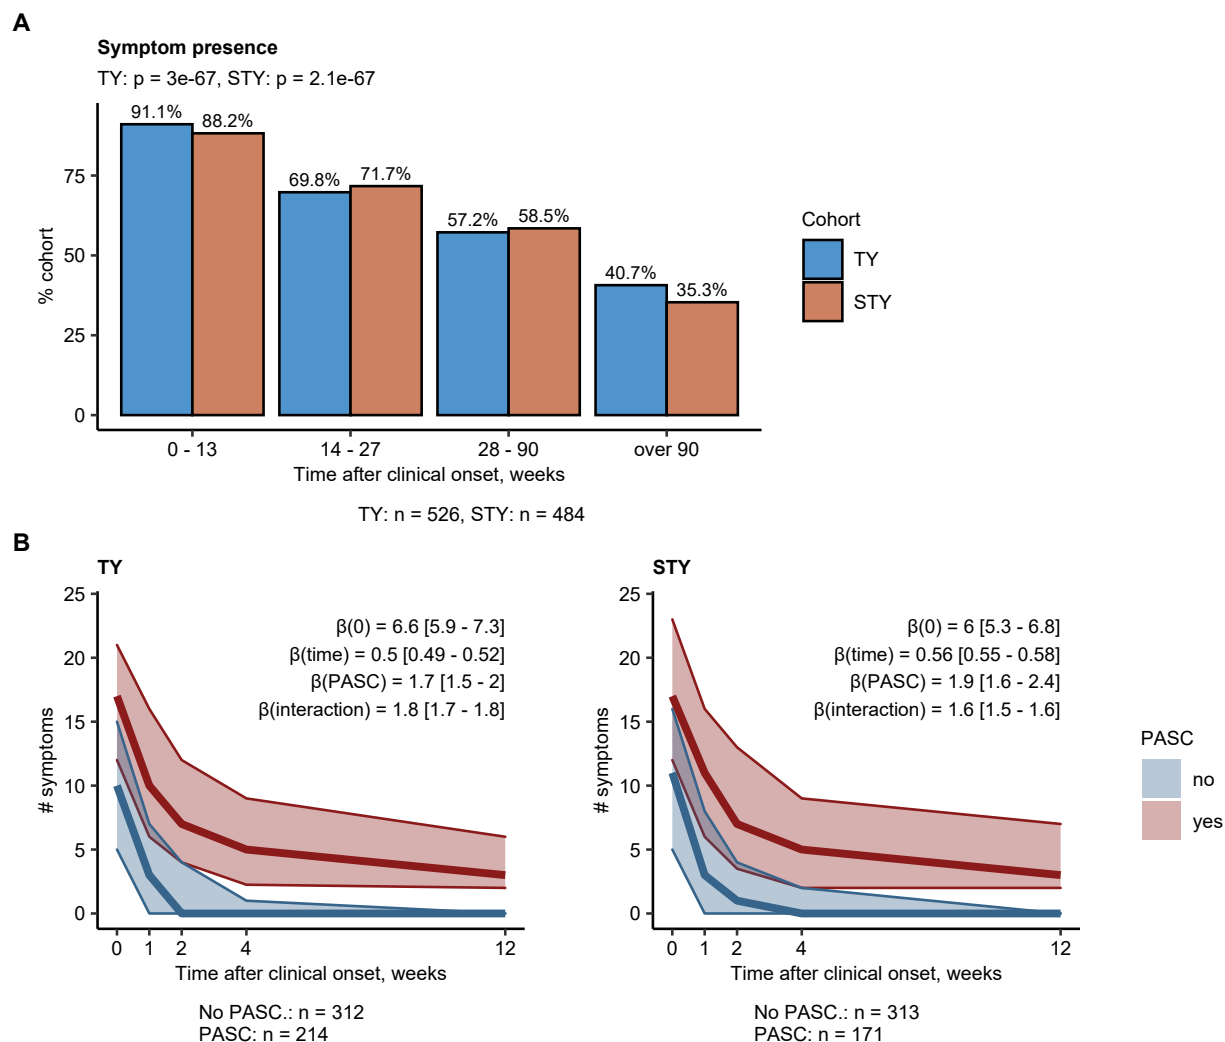 A
Symptom presence
TY: p = 3e-67, STY: p = 2.1e-67
% cohort
75
50
25
0
91.1%
88.2%
69.8%
71.7%
57.2%
58.5%
40.7%
35.3%
0 - 13
14 - 27
28 - 90
over 90
Time after clinical onset, weeks
TY: n = 526, STY: n = 484
Cohort
TY
STY
B
TY
# symptoms
25
20
15
10
5
0
β(0) = 6.6 [5.9 - 7.3]
β(time) = 0.5 [0.49 - 0.52]
β(PASC) = 1.7 [1.5 - 2]
β(interaction) = 1.8 [1.7 - 1.8]
0
1
2
4
12
Time after clinical onset, weeks
No PASC.: n = 312
PASC: n = 214
STY
# symptoms
25
20
15
10
5
0
β(0) = 6 [5.3 - 6.8]
β(time) = 0.56 [0.55 - 0.58]
β(PASC) = 1.9 [1.6 - 2.4]
β(interaction) = 1.6 [1.5 - 1.6]
0
1
2
4
12
Time after clinical onset, weeks
No PASC.: n = 313
PASC: n = 171
PASC
no
yes